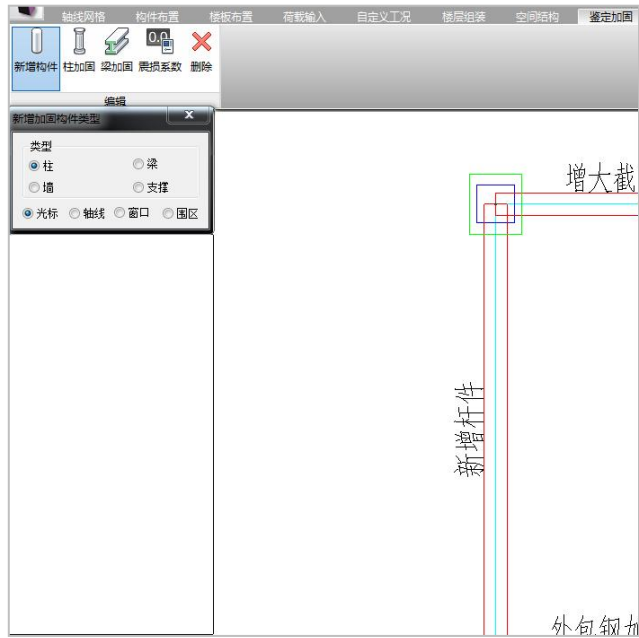 轴线网格 构件布置 楼板布置 荷载输入 自定义工况 楼层组装 空间结构 鉴定加固
0.0
新增构件 柱加固 梁加固 震损系数 删除
编辑
新增加固构件类型 x
类型
柱 梁
墙 支撑
光标 轴线 窗口 围区
增大截
新增杆件
外包钢加